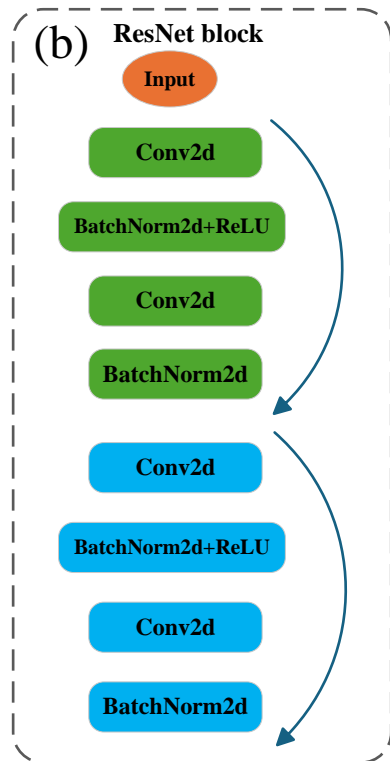 (b)
ResNet block
Input
Conv2d
BatchNorm2d+ReLU
Conv2d
BatchNorm2d
Conv2d
BatchNorm2d+ReLU
Conv2d
BatchNorm2d